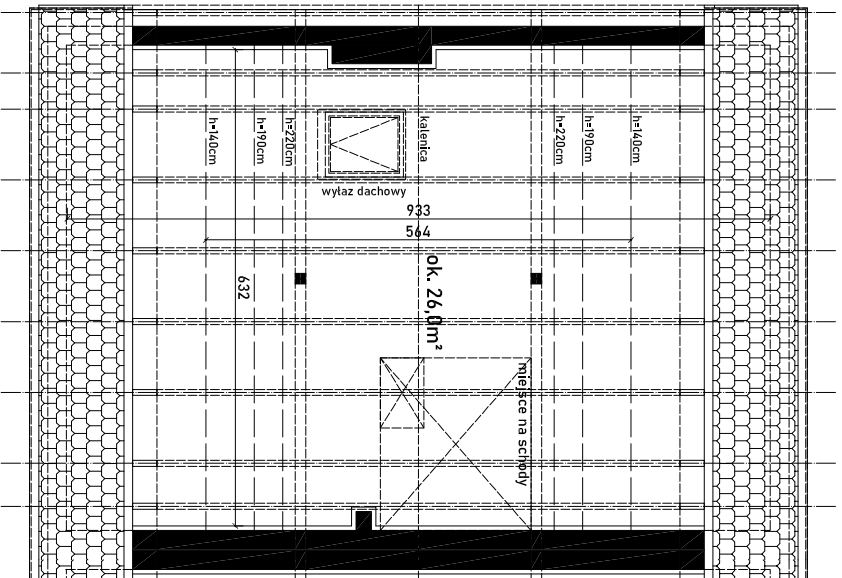 h=140cm
h=190cm
h=220cm
kalenica
h=220cm
h=190cm
h=140cm
wyłaz dachowy
933
564
632
ok. 26,0m²
miejsce na schody